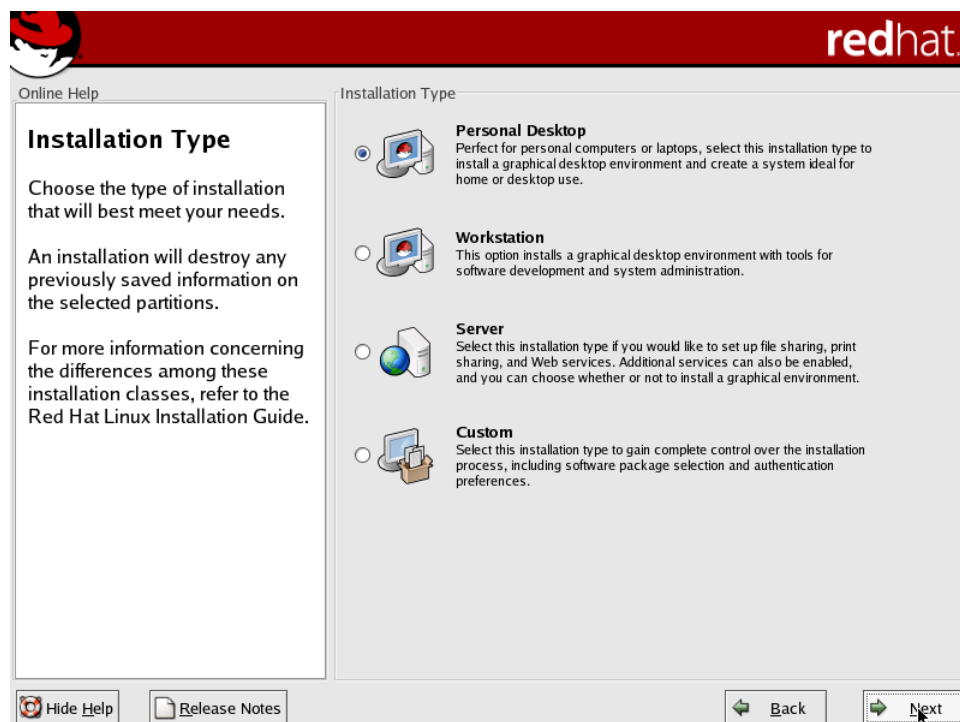 redhat.
Online Help
Installation Type
Choose the type of installation
that will best meet your needs.
An installation will destroy any
previously saved information on
the selected partitions.
For more information concerning
the differences among these
installation classes, refer to the
Red Hat Linux Installation Guide.
Installation Type
Personal Desktop
Perfect for personal computers or laptops, select this installation type to
install a graphical desktop environment and create a system ideal for
home or desktop use.
Workstation
This option installs a graphical desktop environment with tools for
software development and system administration.
Server
Select this installation type if you would like to set up file sharing, print
sharing, and Web services. Additional services can also be enabled,
and you can choose whether or not to install a graphical environment.
Custom
Select this installation type to gain complete control over the installation
process, including software package selection and authentication
preferences.
Hide Help
Release Notes
Back
Next